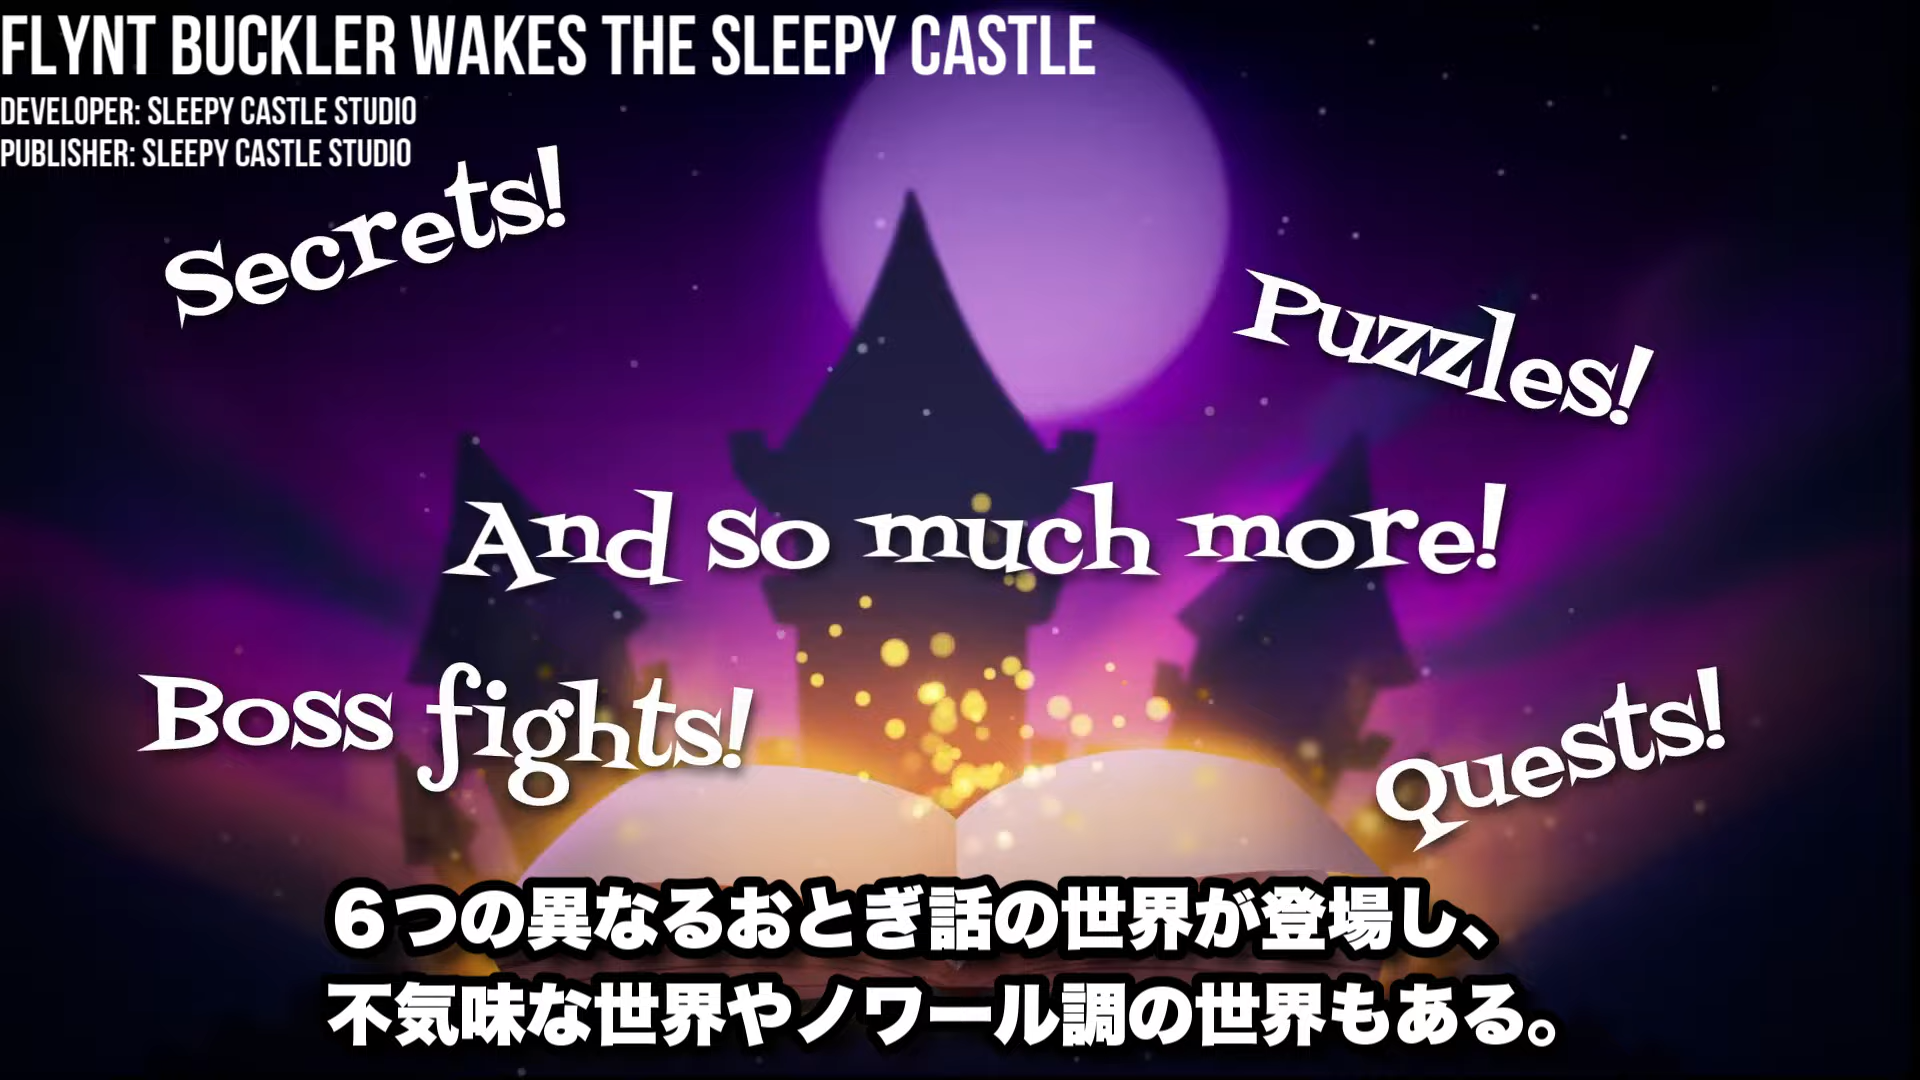 FLYNT BUCKLER WAKES THE SLEEPY CASTLE
DEVELOPER: SLEEPY CASTLE STUDIO
PUBLISHER: SLEEPY CASTLE STUDIO
Secrets!
Puzzles!
And so much more!
Boss fights!
Quests!
６つの異なるおとぎ話の世界が登場し、
不気味な世界やノワール調の世界もある。